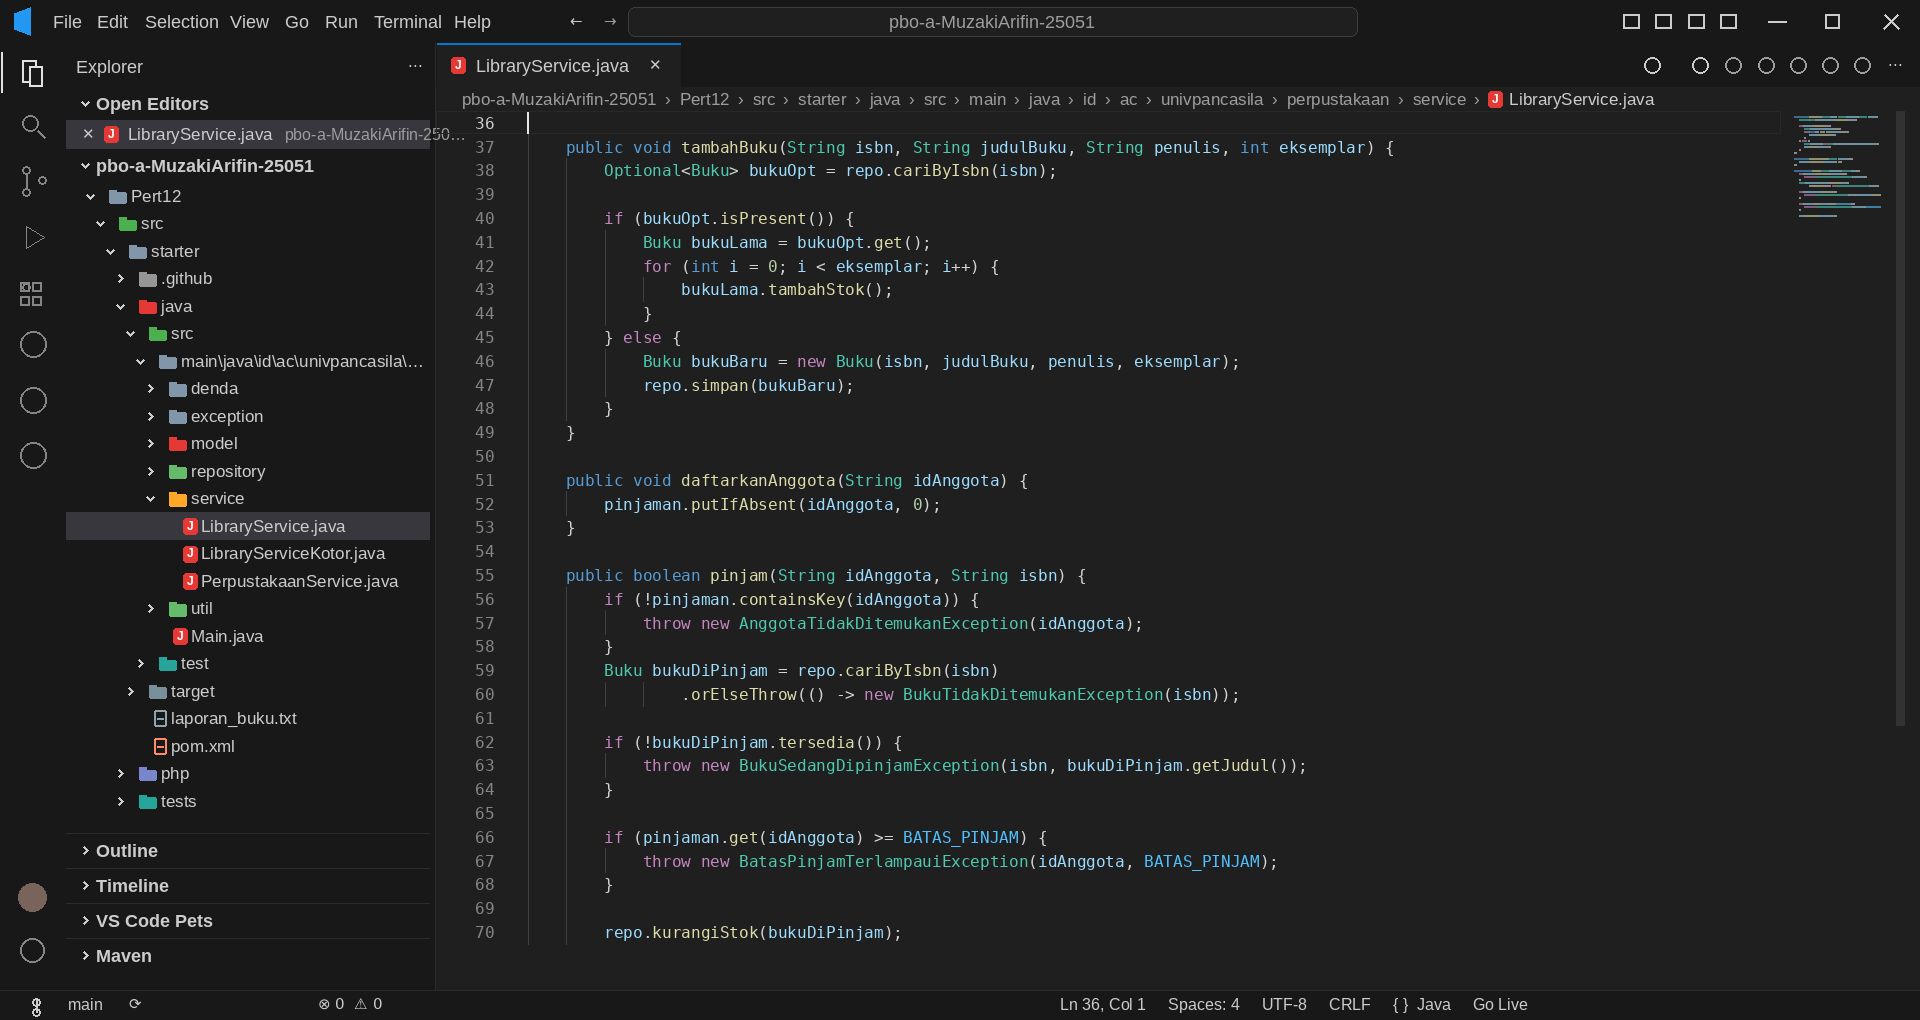 File Edit Selection View Go Run Terminal Help ← → pbo-a-MuzakiArifin-25051
Explorer ···
Open Editors
× LibraryService.java pbo-a-MuzakiArifin-250...
pbo-a-MuzakiArifin-25051
Pert12
src
starter
.github
java
src
main\java\id\ac\univpancasila\...
denda
exception
model
repository
service
LibraryService.java
LibraryServiceKotor.java
PerpustakaanService.java
util
Main.java
test
target
laporan_buku.txt
pom.xml
php
tests
Outline
Timeline
VS Code Pets
Maven
LibraryService.java × ···
pbo-a-MuzakiArifin-25051 › Pert12 › src › starter › java › src › main › java › id › ac › univpancasila › perpustakaan › service › LibraryService.java
36
37 public void tambahBuku(String isbn, String judulBuku, String penulis, int eksemplar) {
38 Optional<Buku> bukuOpt = repo.cariByIsbn(isbn);
39
40 if (bukuOpt.isPresent()) {
41 Buku bukuLama = bukuOpt.get();
42 for (int i = 0; i < eksemplar; i++) {
43 bukuLama.tambahStok();
44 }
45 } else {
46 Buku bukuBaru = new Buku(isbn, judulBuku, penulis, eksemplar);
47 repo.simpan(bukuBaru);
48 }
49 }
50
51 public void daftarkanAnggota(String idAnggota) {
52 pinjaman.putIfAbsent(idAnggota, 0);
53 }
54
55 public boolean pinjam(String idAnggota, String isbn) {
56 if (!pinjaman.containsKey(idAnggota)) {
57 throw new AnggotaTidakDitemukanException(idAnggota);
58 }
59 Buku bukuDiPinjam = repo.cariByIsbn(isbn)
60 .orElseThrow(() -> new BukuTidakDitemukanException(isbn));
61
62 if (!bukuDiPinjam.tersedia()) {
63 throw new BukuSedangDipinjamException(isbn, bukuDiPinjam.getJudul());
64 }
65
66 if (pinjaman.get(idAnggota) >= BATAS_PINJAM) {
67 throw new BatasPinjamTerlampauiException(idAnggota, BATAS_PINJAM);
68 }
69
70 repo.kurangiStok(bukuDiPinjam);
main ⟳ ⊗ 0 ⚠ 0 Ln 36, Col 1 Spaces: 4 UTF-8 CRLF { } Java Go Live